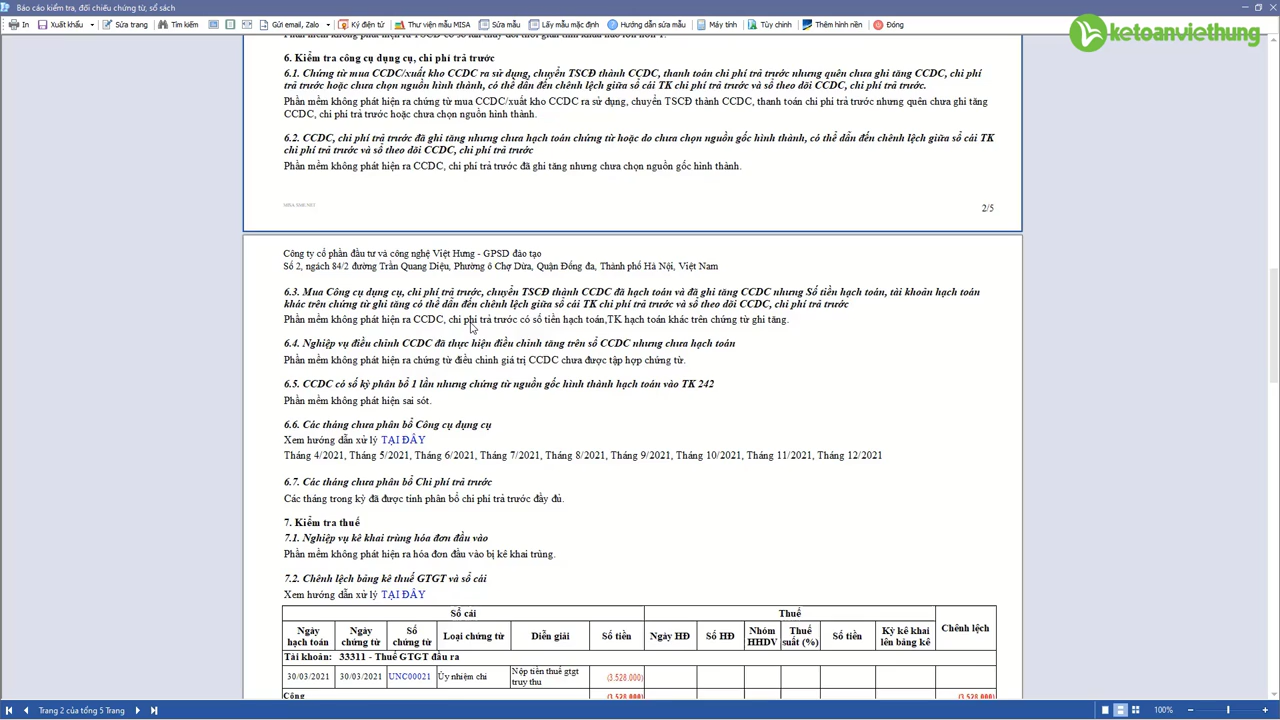 Báo cáo kiểm tra, đối chiếu chứng từ, sổ sách
In Xuất khẩu Sửa trang Tìm kiếm Gửi email, Zalo Ký điện tử Thư viện mẫu MISA Sửa mẫu Lấy mẫu mặc định Hướng dẫn sửa mẫu Máy tính Tùy chỉnh Thêm hình nền Đóng
ketoanviethung
6. Kiểm tra công cụ dụng cụ, chi phí trả trước
6.1. Chứng từ mua CCDC/xuất kho CCDC ra sử dụng, chuyển TSCĐ thành CCDC, thanh toán chi phí trả trước nhưng quên chưa ghi tăng CCDC, chi phí
trả trước hoặc chưa chọn nguồn hình thành, có thể dẫn đến chênh lệch giữa sổ cái TK chi phí trả trước và sổ theo dõi CCDC, chi phí trả trước.
Phần mềm không phát hiện ra chứng từ mua CCDC/xuất kho CCDC ra sử dụng, chuyển TSCĐ thành CCDC, thanh toán chi phí trả trước nhưng quên chưa ghi tăng
CCDC, chi phí trả trước hoặc chưa chọn nguồn hình thành.
6.2. CCDC, chi phí trả trước đã ghi tăng nhưng chưa hạch toán chứng từ hoặc do chưa chọn nguồn gốc hình thành, có thể dẫn đến chênh lệch giữa sổ cái TK
chi phí trả trước và sổ theo dõi CCDC, chi phí trả trước
Phần mềm không phát hiện ra CCDC, chi phí trả trước đã ghi tăng nhưng chưa chọn nguồn gốc hình thành.
2/5
Công ty cổ phần đầu tư và công nghệ Việt Hưng - GPSD đào tạo
Số 2, ngách 84/2 đường Trần Quang Diệu, Phường ô Chợ Dừa, Quận Đống đa, Thành phố Hà Nội, Việt Nam
6.3. Mua Công cụ dụng cụ, chi phí trả trước, chuyển TSCĐ thành CCDC đã hạch toán và đã ghi tăng CCDC nhưng Số tiền hạch toán, tài khoản hạch toán
khác trên chứng từ ghi tăng có thể dẫn đến chênh lệch giữa sổ cái TK chi phí trả trước và sổ theo dõi CCDC, chi phí trả trước
Phần mềm không phát hiện ra CCDC, chi phí trả trước có số tiền hạch toán,TK hạch toán khác trên chứng từ ghi tăng.
6.4. Nghiệp vụ điều chỉnh CCDC đã thực hiện điều chỉnh tăng trên sổ CCDC nhưng chưa hạch toán
Phần mềm không phát hiện ra chứng từ điều chỉnh giá trị CCDC chưa được tập hợp chứng từ.
6.5. CCDC có số kỳ phân bổ 1 lần nhưng chứng từ nguồn gốc hình thành hạch toán vào TK 242
Phần mềm không phát hiện sai sót.
6.6. Các tháng chưa phân bổ Công cụ dụng cụ
Xem hướng dẫn xử lý TẠI ĐÂY
Tháng 4/2021, Tháng 5/2021, Tháng 6/2021, Tháng 7/2021, Tháng 8/2021, Tháng 9/2021, Tháng 10/2021, Tháng 11/2021, Tháng 12/2021
6.7. Các tháng chưa phân bổ Chi phí trả trước
Các tháng trong kỳ đã được tính phân bổ chi phí trả trước đầy đủ.
7. Kiểm tra thuế
7.1. Nghiệp vụ kê khai trùng hóa đơn đầu vào
Phần mềm không phát hiện ra hóa đơn đầu vào bị kê khai trùng.
7.2. Chênh lệch bảng kê thuế GTGT và sổ cái
Xem hướng dẫn xử lý TẠI ĐÂY
Sổ cái Thuế Chênh lệch
Ngày hạch toán Ngày chứng từ Số chứng từ Loại chứng từ Diễn giải Số tiền Ngày HĐ Số HĐ Nhóm HHDV Thuế suất (%) Số tiền Kỳ kê khai lên bảng kê
Tài khoản: 33311 - Thuế GTGT đầu ra
30/03/2021 30/03/2021 UNC00021 Ủy nhiệm chi Nộp tiền thuế gtgt truy thu (3.528.000)
Cộng (3.528.000) (3.528.000)
Trang 2 của tổng 5 Trang 100%